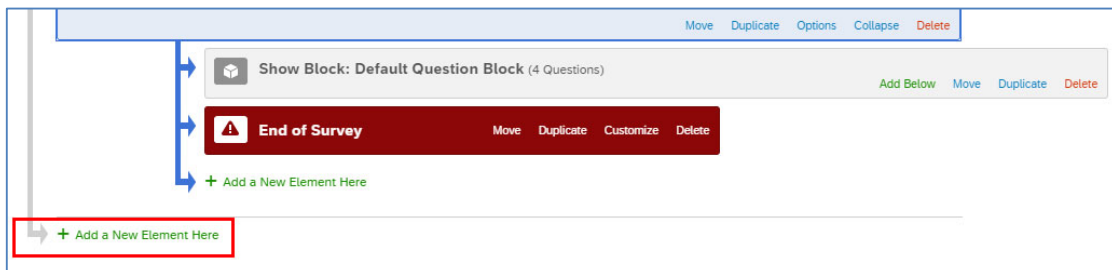 Move Duplicate Options Collapse Delete
Show Block: Default Question Block (4 Questions)
Add Below Move Duplicate Delete
End of Survey Move Duplicate Customize Delete
+ Add a New Element Here
+ Add a New Element Here